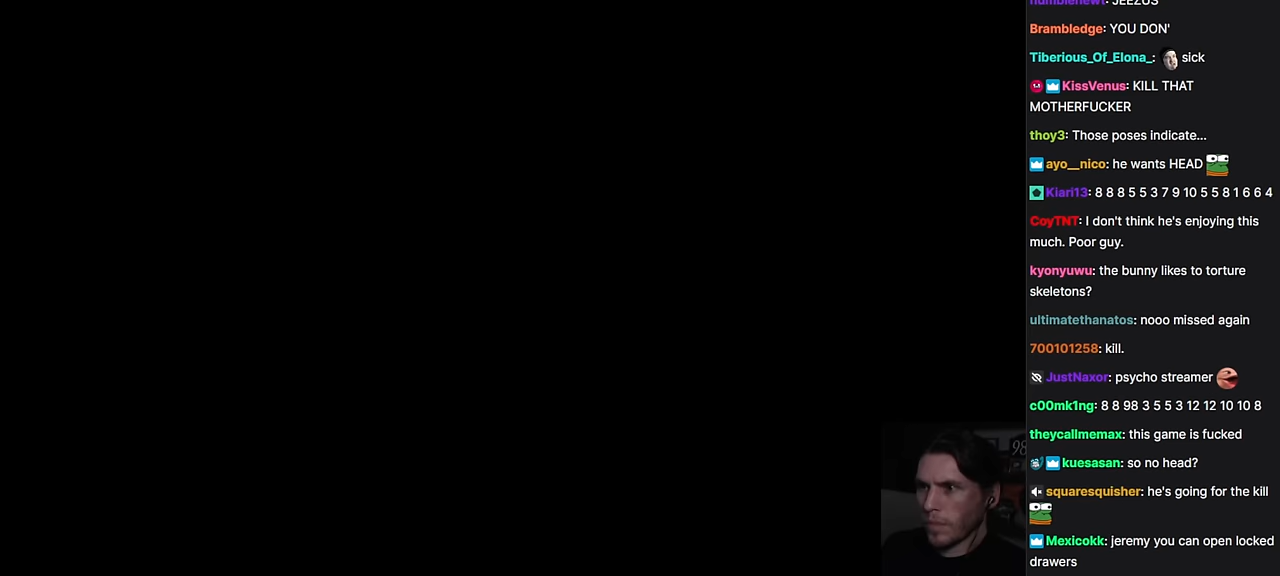 humblenewt: JEEZUS
Brambledge: YOU DON'
Tiberious_Of_Elona_: sick
KissVenus: KILL THAT
MOTHERFUCKER
thoy3: Those poses indicate...
ayo__nico: he wants HEAD
Kiari13: 8 8 8 5 5 3 7 9 10 5 5 8 1 6 6 4
CoyTNT: I don't think he's enjoying this
much. Poor guy.
kyonyuwu: the bunny likes to torture
skeletons?
ultimatethanatos: nooo missed again
700101258: kill.
JustNaxor: psycho streamer
c00mk1ng: 8 8 98 3 5 5 3 12 12 10 10 8
theycallmemax: this game is fucked
98
kuesasan: so no head?
squaresquisher: he's going for the kill
Mexicokk: jeremy you can open locked
drawers